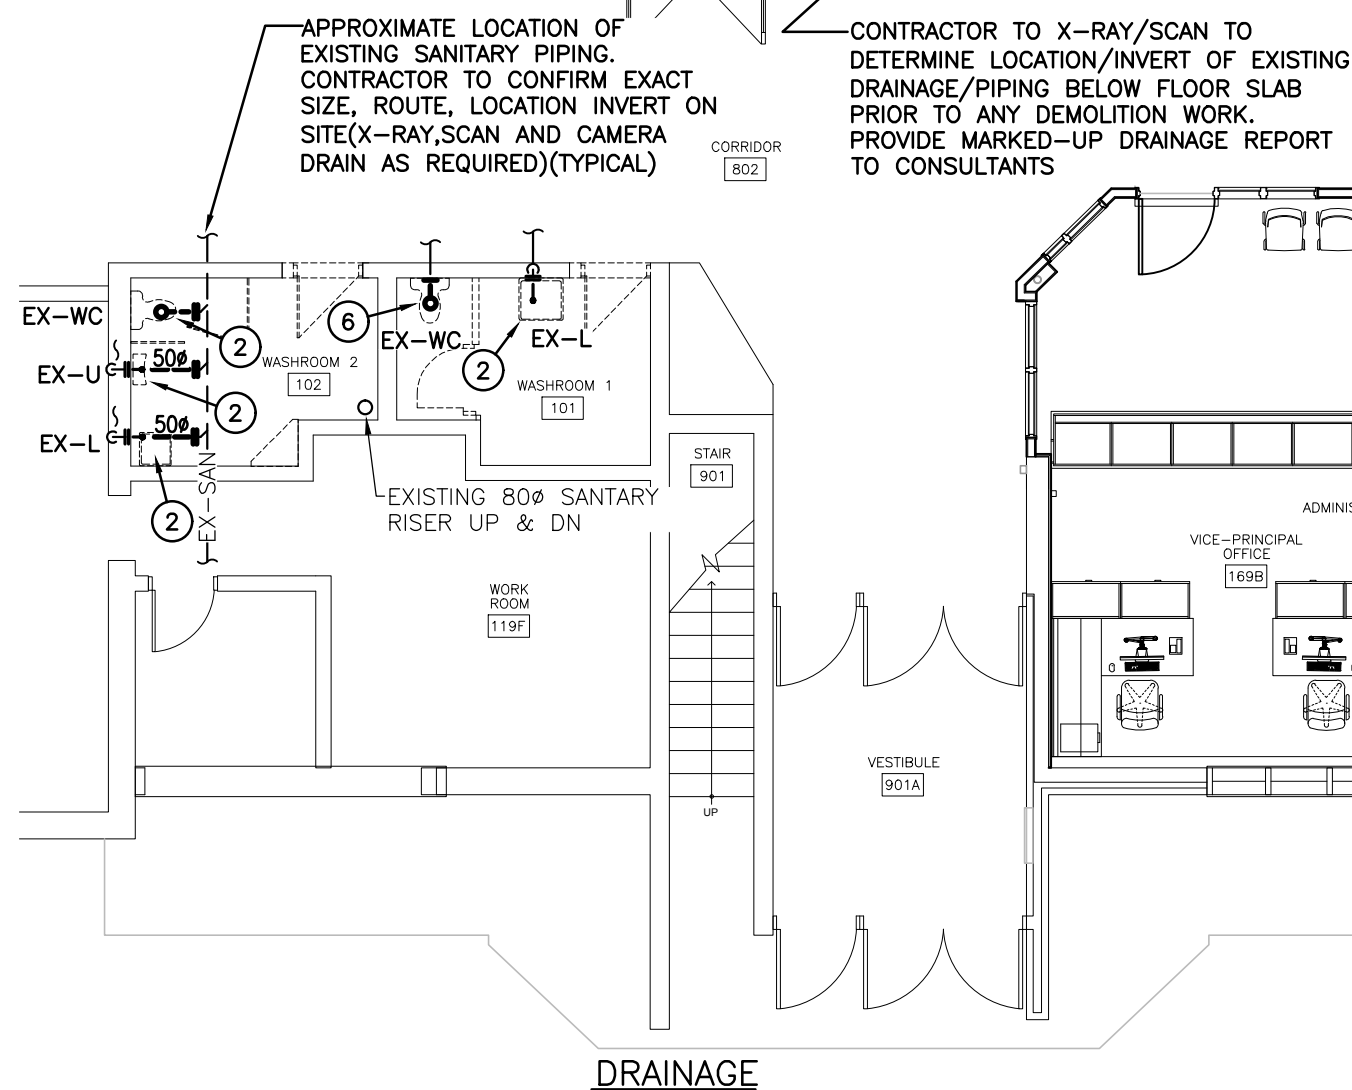 APPROXIMATE LOCATION OF
EXISTING SANITARY PIPING.
CONTRACTOR TO CONFIRM EXACT
SIZE, ROUTE, LOCATION INVERT ON
SITE(X-RAY,SCAN AND CAMERA
DRAIN AS REQUIRED)(TYPICAL)
CONTRACTOR TO X-RAY/SCAN TO
DETERMINE LOCATION/INVERT OF EXISTING
DRAINAGE/PIPING BELOW FLOOR SLAB
PRIOR TO ANY DEMOLITION WORK.
PROVIDE MARKED-UP DRAINAGE REPORT
TO CONSULTANTS
CORRIDOR
802
EX-WC
2
6
EX-WC
EX-L
2
50ø
EX-U
WASHROOM 2
102
WASHROOM 1
101
2
50ø
EX-L
2
EX-SAN
EXISTING 80ø SANTARY
RISER UP & DN
STAIR
901
ADMINIS
VICE-PRINCIPAL
OFFICE
169B
WORK
ROOM
119F
VESTIBULE
901A
UP
DRAINAGE